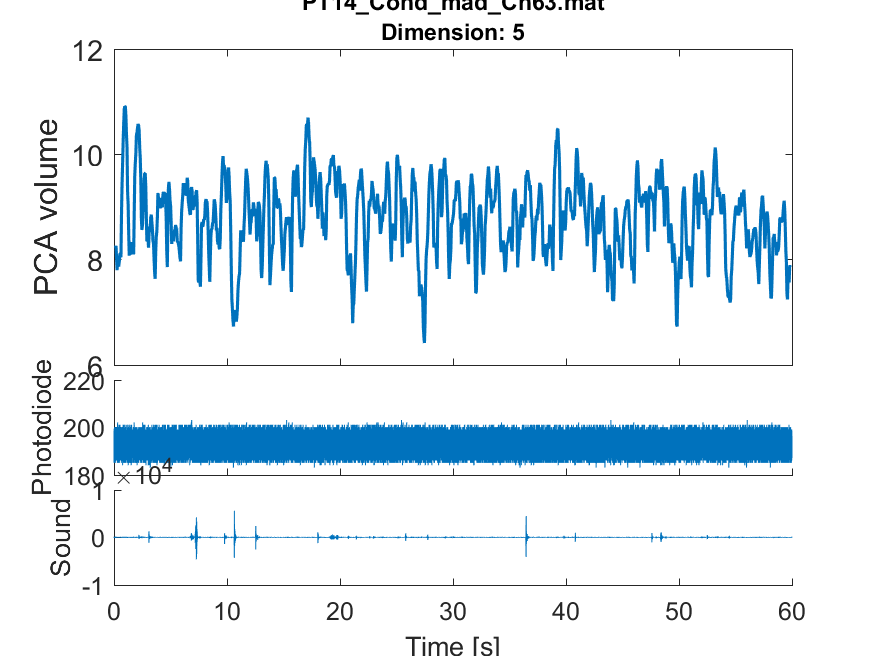 PT14_Cond_mad_Ch63.mat
Dimension: 5
12
10
8
6
PCA volume
220
200
180
Photodiode
×10⁴
1
0
-1
Sound
0 10 20 30 40 50 60
Time [s]